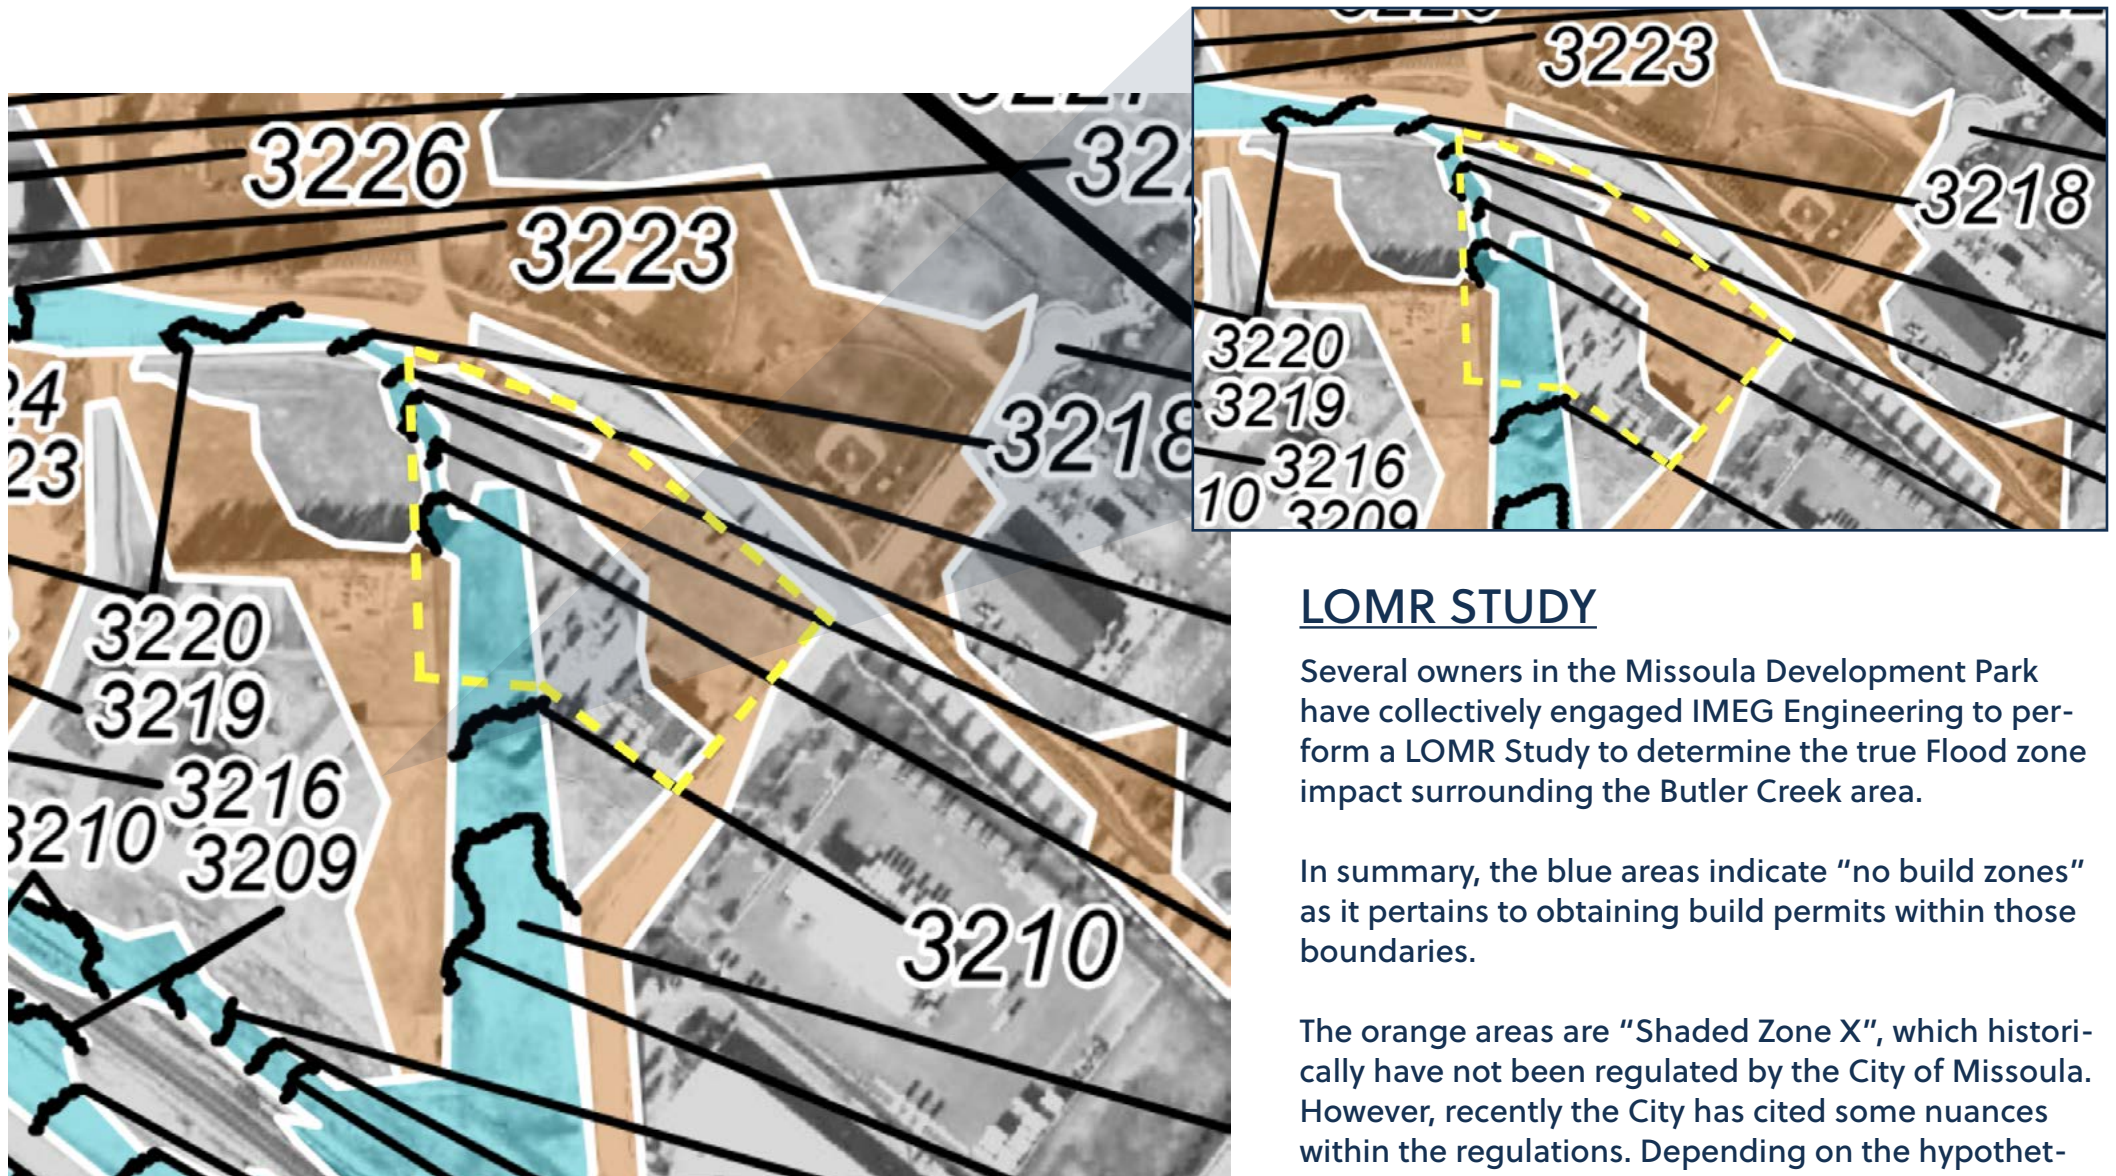 3226
3223
3218
3220
3219
3216
3210
3209
3210
24
23
3223
3218
3220
3219
3216
10
3209
LOMR STUDY
Several owners in the Missoula Development Park
have collectively engaged IMEG Engineering to per-
form a LOMR Study to determine the true Flood zone
impact surrounding the Butler Creek area.
In summary, the blue areas indicate “no build zones”
as it pertains to obtaining build permits within those
boundaries.
The orange areas are “Shaded Zone X”, which histori-
cally have not been regulated by the City of Missoula.
However, recently the City has cited some nuances
within the regulations. Depending on the hypothet-